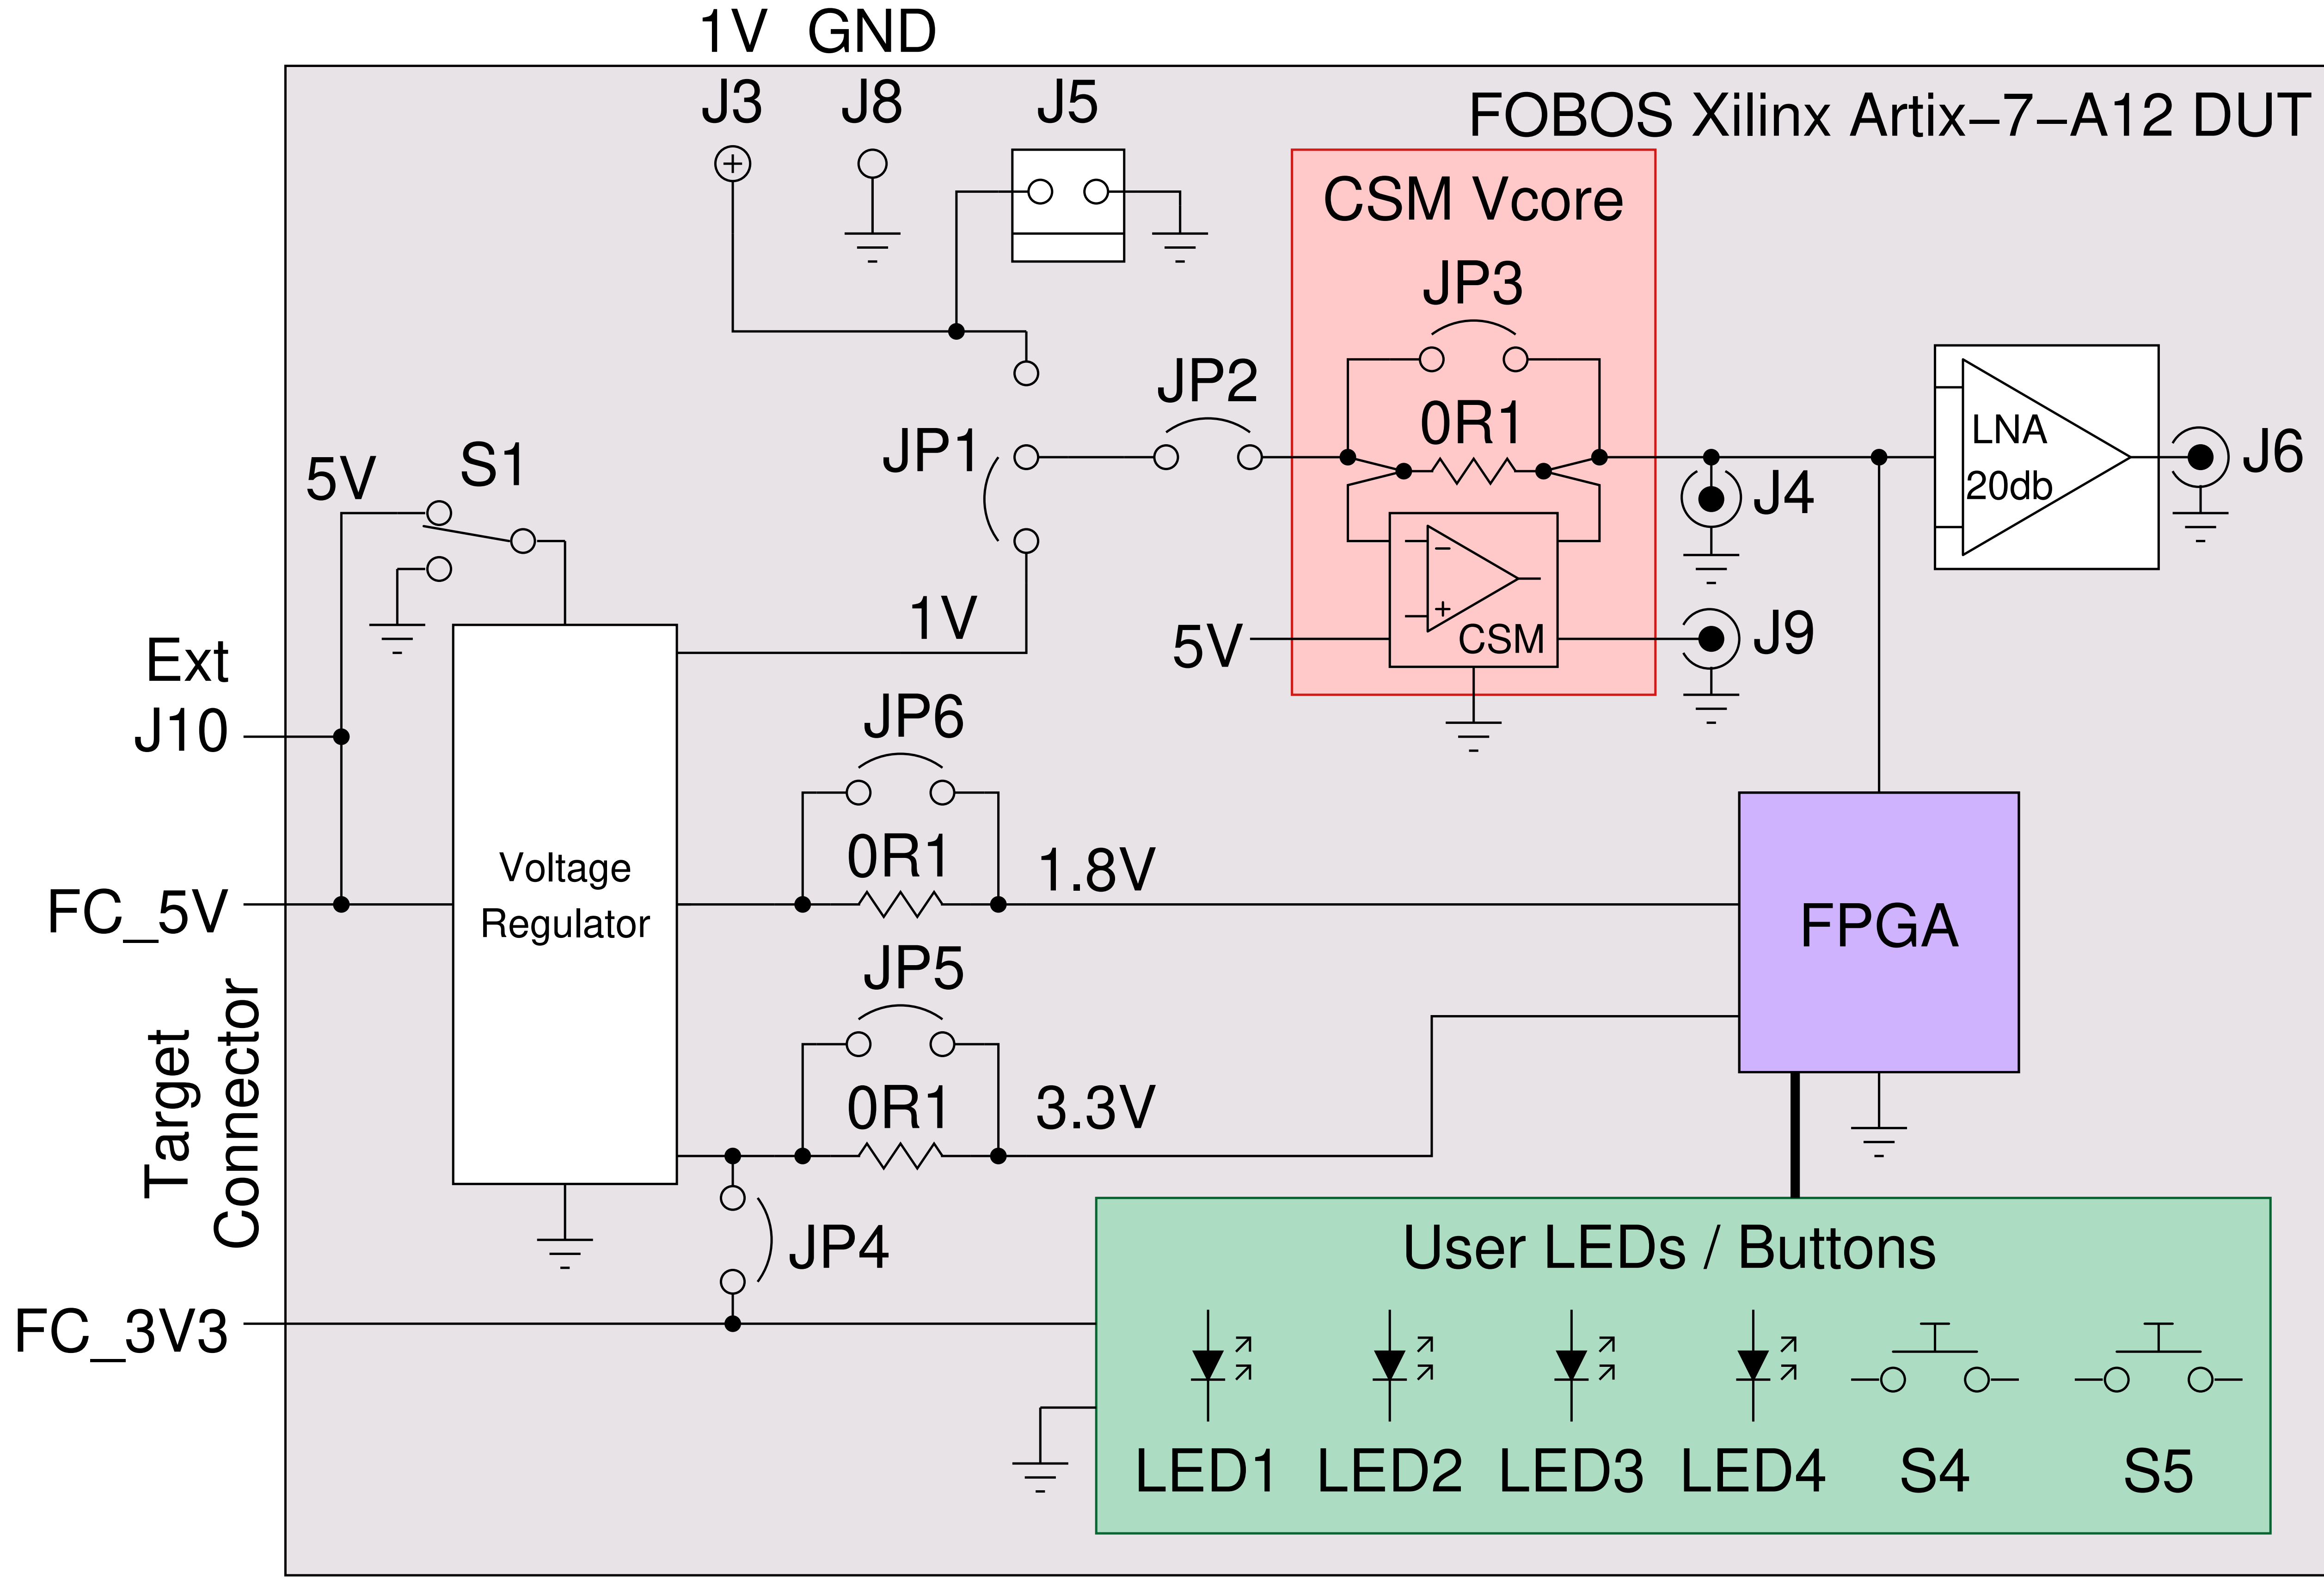 1V GND
J3 J8 J5
FOBOS Xilinx Artix–7–A12 DUT
CSM Vcore
JP3
0R1
JP2
JP1
LNA
20db
J6
J4
5V S1
1V
5V
CSM
J9
Ext
J10
JP6
0R1
1.8V
Voltage
Regulator
FC_5V
FPGA
JP5
0R1
3.3V
Target
Connector
JP4
FC_3V3
User LEDs / Buttons
LED1 LED2 LED3 LED4 S4 S5